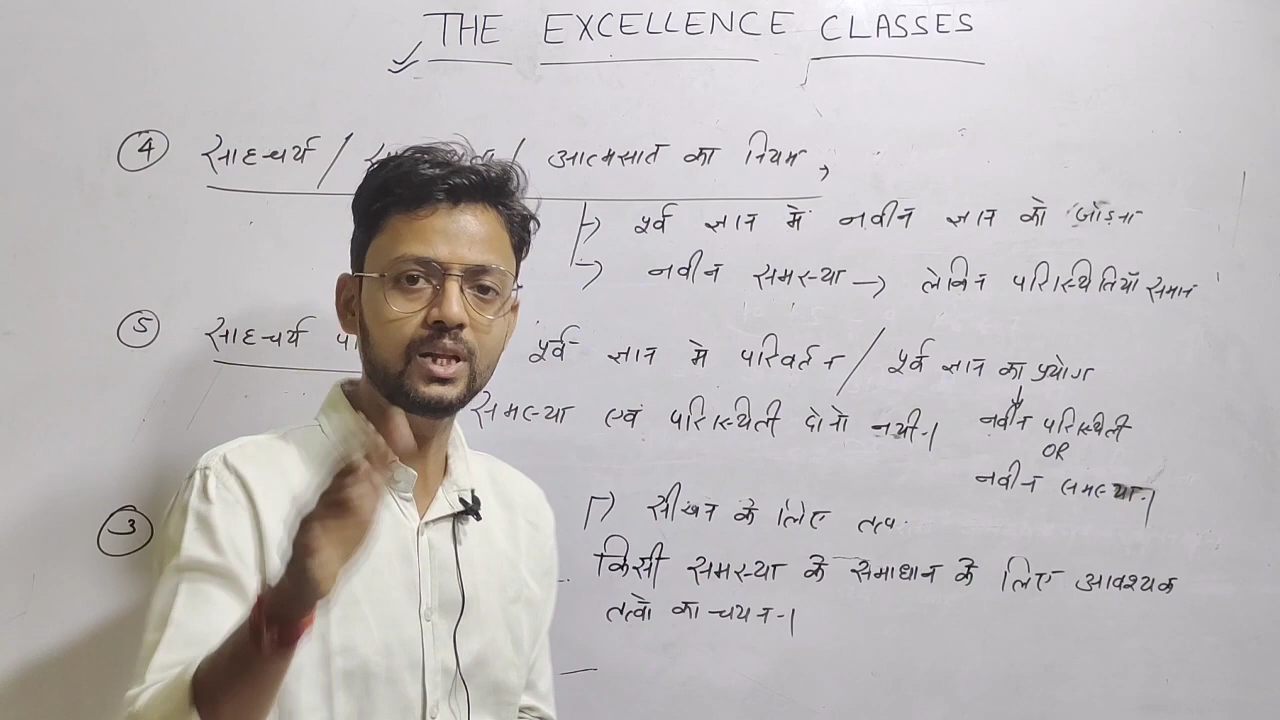 THE EXCELLENCE CLASSES
4 साहचर्य / / आत्मसात का नियम,
पूर्व ज्ञान में नवीन ज्ञान को जोड़ना
नवीन समस्या → लेकिन परिस्थितियाँ समान
5 साहचर्य पूर्व ज्ञान मे परिवर्तन / पूर्व ज्ञान का प्रयोग
समस्या एवं परिस्थिती दोनो नयी।
नवीन परिस्थिती
OR
नवीन समस्या।
3 सीखन के लिए तत्व
किसी समस्या के समाधान के लिए आवश्यक
तत्वो का चयन।